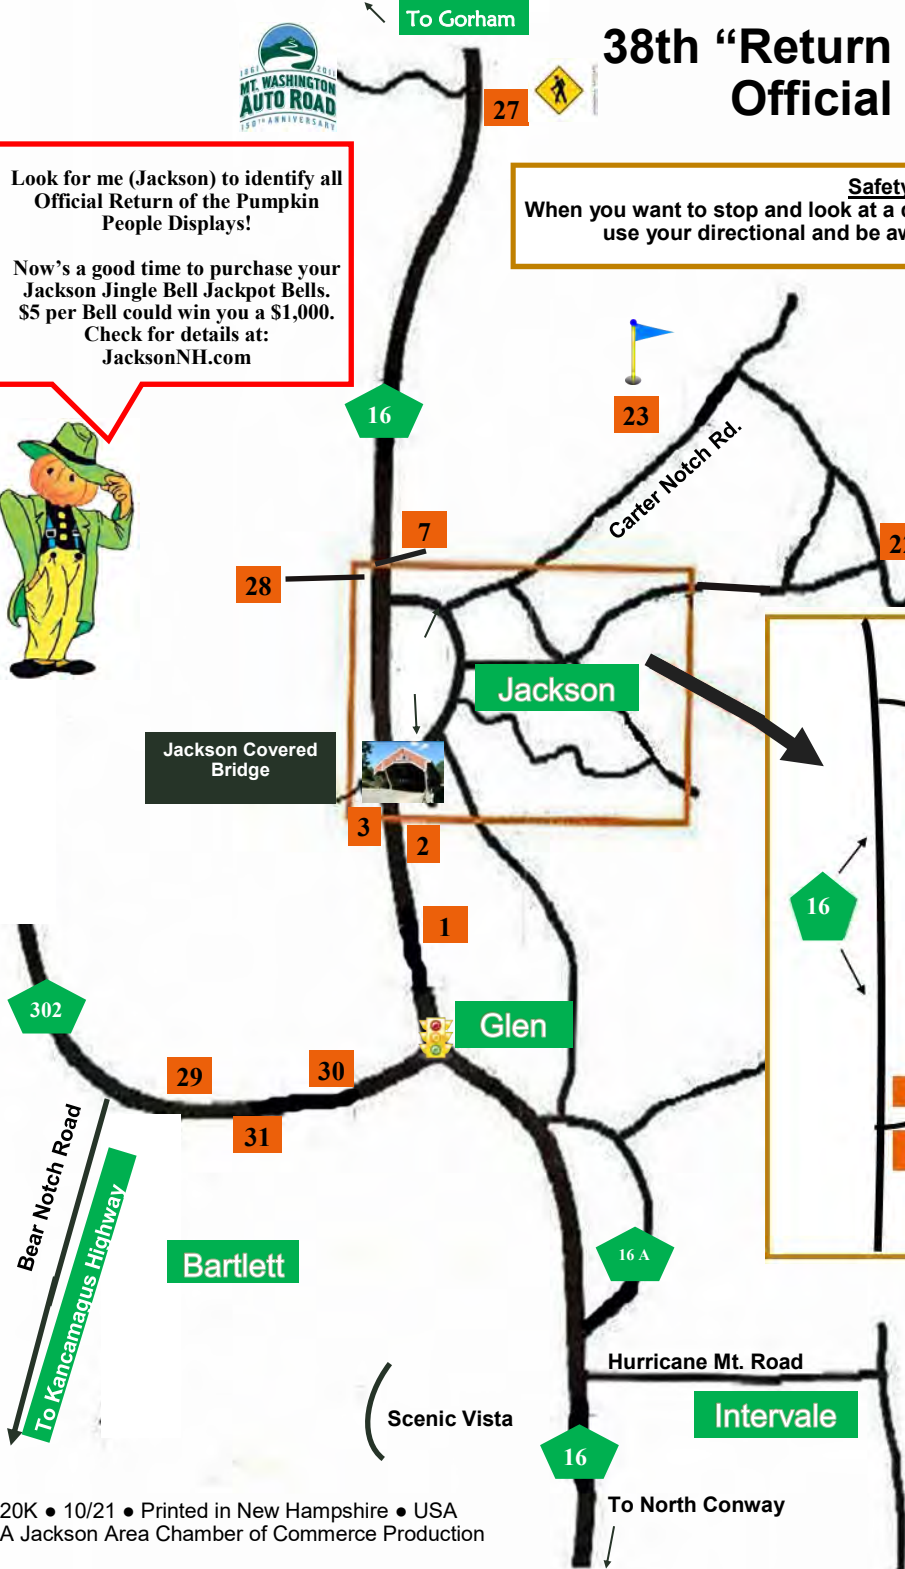 To Gorham
38th “Return
Official
1861 2011
MT. WASHINGTON
AUTO ROAD
150TH ANNIVERSARY
27
Look for me (Jackson) to identify all
Official Return of the Pumpkin
People Displays!
Now's a good time to purchase your
Jackson Jingle Bell Jackpot Bells.
$5 per Bell could win you a $1,000.
Check for details at:
JacksonNH.com
Safety
When you want to stop and look at a
use your directional and be
23
16
Carter Notch Rd.
7
28
Jackson
Jackson Covered
Bridge
3
2
16
1
302
Glen
29
30
31
Bear Notch Road
To Kancamagus Highway
Bartlett
16 A
Hurricane Mt. Road
Intervale
Scenic Vista
16
To North Conway
20K ● 10/21 ● Printed in New Hampshire ● USA
A Jackson Area Chamber of Commerce Production